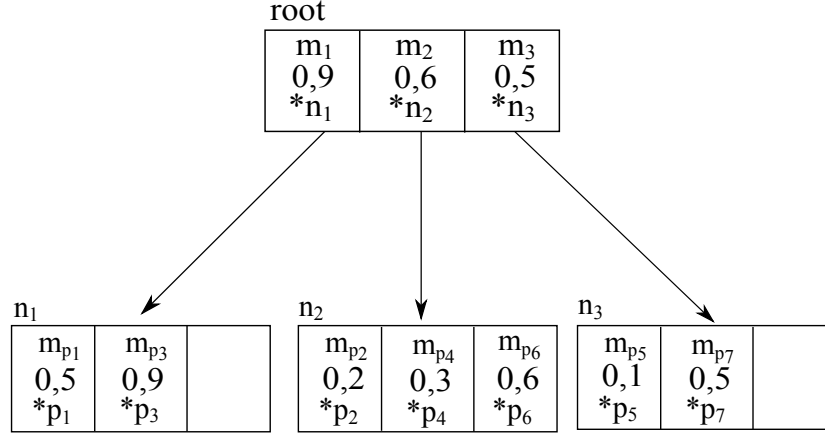 root
m₁ m₂ m₃
0,9 0,6 0,5
*n₁ *n₂ *n₃
n₁ n₂ n₃
mₚ₁ mₚ₃ mₚ₂ mₚ₄ mₚ₆ mₚ₅ mₚ₇
0,5 0,9 0,2 0,3 0,6 0,1 0,5
*p₁ *p₃ *p₂ *p₄ *p₆ *p₅ *p₇